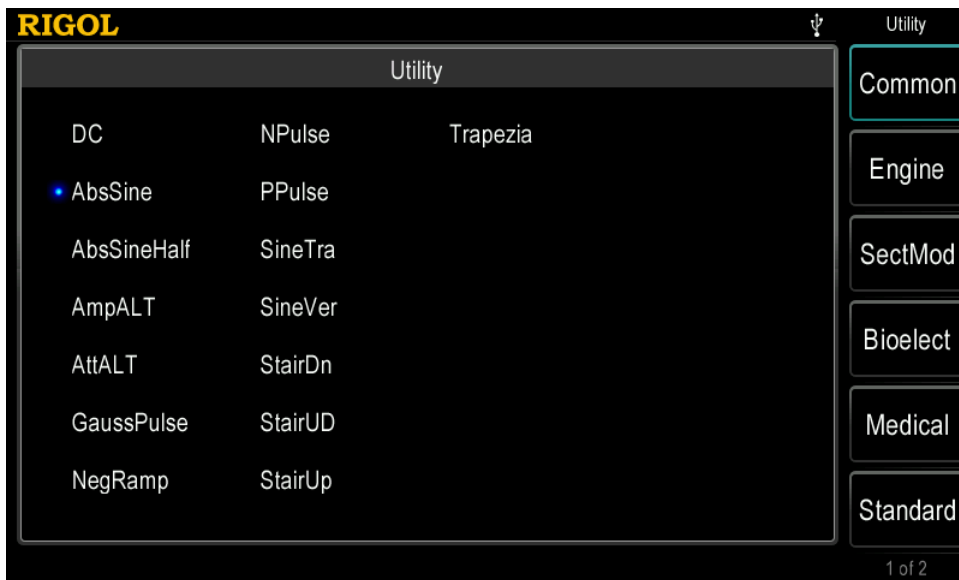 RIGOL
Utility
Utility
DC NPulse Trapezia
AbsSine PPulse
AbsSineHalf SineTra
AmpALT SineVer
AttALT StairDn
GaussPulse StairUD
NegRamp StairUp
Common
Engine
SectMod
Bioelect
Medical
Standard
1 of 2